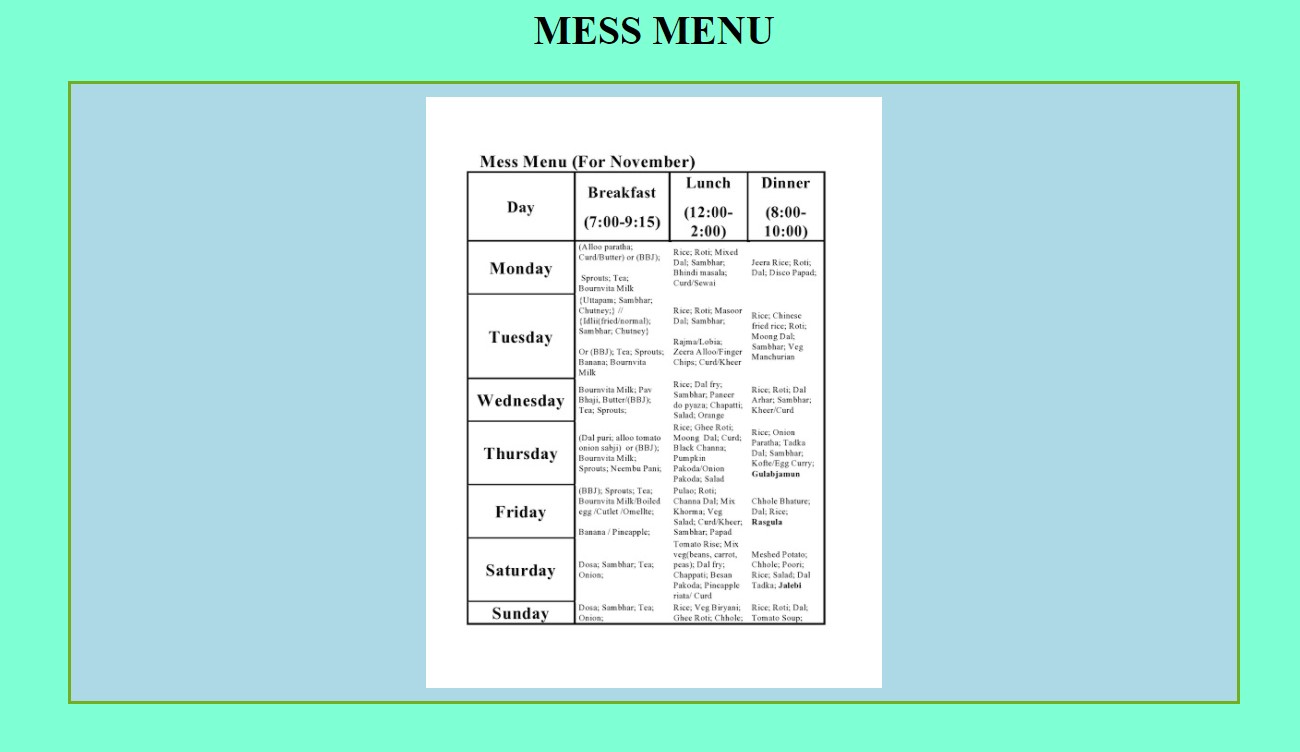 MESS MENU
Mess Menu (For November)
Day
Breakfast
(7:00-9:15)
Lunch
(12:00-
2:00)
Dinner
(8:00-
10:00)
Monday
(Alloo paratha;
Curd/Butter) or (BBJ);
Sprouts; Tea;
Bournvita Milk
Rice; Roti; Mixed
Dal; Sambhar;
Bhindi masala;
Curd/Sewai
Jeera Rice; Roti;
Dal; Disco Papad;
Tuesday
{Uttapam; Sambhar;
Chutney;} //
{Idlii(fried/normal);
Sambhar; Chutney}
Or (BBJ); Tea; Sprouts;
Banana; Bournvita
Milk
Rice; Roti; Masoor
Dal; Sambhar;
Rajma/Lobia;
Zeera Alloo/Finger
Chips; Curd/Kheer
Rice; Chinese
fried rice; Roti;
Moong Dal;
Sambhar; Veg
Manchurian
Wednesday
Bournvita Milk; Pav
Bhaji, Butter/(BBJ);
Tea; Sprouts;
Rice; Dal fry;
Sambhar; Paneer
do pyaza; Chapatti;
Salad; Orange
Rice; Roti; Dal
Arhar; Sambhar;
Kheer/Curd
Thursday
(Dal puri; alloo tomato
onion sabji) or (BBJ);
Bournvita Milk;
Sprouts; Neembu Pani;
Rice; Ghee Roti;
Moong Dal; Curd;
Black Channa;
Pumpkin
Pakoda/Onion
Pakoda; Salad
Rice; Onion
Paratha; Tadka
Dal; Sambhar;
Kofte/Egg Curry;
Gulabjamun
Friday
(BBJ); Sprouts; Tea;
Bournvita Milk/Boiled
egg /Cutlet /Omellte;
Banana / Pineapple;
Pulao; Roti;
Channa Dal; Mix
Khorma; Veg
Salad; Curd/Kheer;
Sambhar; Papad
Chhole Bhature;
Dal; Rice;
Rasgula
Saturday
Dosa; Sambhar; Tea;
Onion;
Tomato Rise; Mix
veg(beans, carrot,
peas); Dal fry;
Chappati; Besan
Pakoda; Pineapple
riata/ Curd
Meshed Potato;
Chhole; Poori;
Rice; Salad; Dal
Tadka; Jalebi
Sunday
Dosa; Sambhar; Tea;
Onion;
Rice; Veg Biryani;
Ghee Roti; Chhole;
Rice; Roti; Dal;
Tomato Soup;